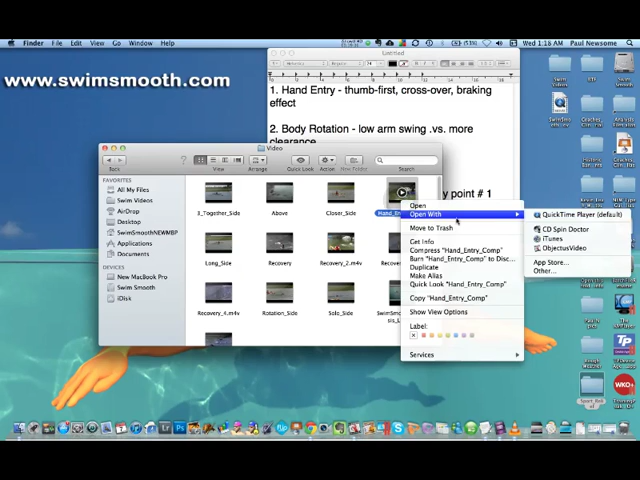 Finder File Edit View Go Window Help
Wed 1:18 AM Paul Newsome
www.swimsmooth.com
Untitled
1. Hand Entry - thumb-first, cross-over, braking
effect
2. Body Rotation - low arm swing .vs. more
clearance
y point # 1
Video
Arrange
Quick Look
Action
New Folder
Search
FAVORITES
All My Files
Swim Videos
AirDrop
Desktop
SwimSmoothNEWMBP
Applications
Documents
DEVICES
New MacBook Pro
Swim Smooth
iDisk
3_Together_Side
Above
Closer_Side
Long_Side
Recovery
Recovery_2.m4v
Recovery_4.m4v
Rotation_Side
Solo_Side
Open
Open With
Move to Trash
Get Info
Compress "Hand_Entry_Comp"
Burn "Hand_Entry_Comp" to Disc...
Duplicate
Make Alias
Quick Look "Hand_Entry_Comp"
Copy "Hand_Entry_Comp"
Show View Options
Label:
Services
QuickTime Player (default)
CD Spin Doctor
iTunes
ObjectusVideo
App Store...
Other...